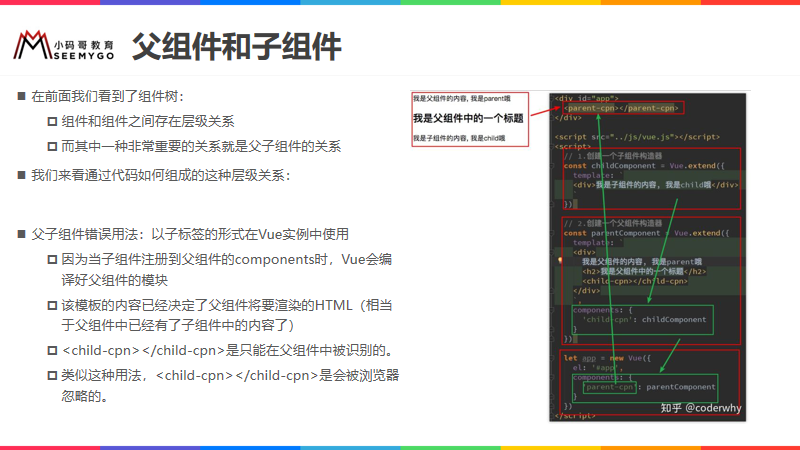 小码哥教育
SEEMYGO
父组件和子组件
在前面我们看到了组件树：
组件和组件之间存在层级关系
而其中一种非常重要的关系就是父子组件的关系
我们来看通过代码如何组成的这种层级关系：
父子组件错误用法：以子标签的形式在Vue实例中使用
因为当子组件注册到父组件的components时，Vue会编
译好父组件的模块
该模板的内容已经决定了父组件将要渲染的HTML（相当
于父组件中已经有了子组件中的内容了）
<child-cpn></child-cpn>是只能在父组件中被识别的。
类似这种用法，<child-cpn></child-cpn>是会被浏览器
忽略的。
我是父组件的内容, 我是parent哦
我是父组件中的一个标题
我是子组件的内容, 我是child哦
<div id="app">
<parent-cpn></parent-cpn>
</div>
<script src="../js/vue.js"></script>
<script>
// 1.创建一个子组件构造器
const childComponent = Vue.extend({
template: `
<div>我是子组件的内容, 我是child哦</div>
`
})
// 2.创建一个父组件构造器
const parentComponent = Vue.extend({
template: `
<div>
我是父组件的内容, 我是parent哦
<h2>我是父组件中的一个标题</h2>
<child-cpn></child-cpn>
</div>
`,
components: {
'child-cpn': childComponent
}
})
let app = new Vue({
el: '#app',
components: {
'parent-cpn': parentComponent
}
})
</script>
知乎 @coderwhy